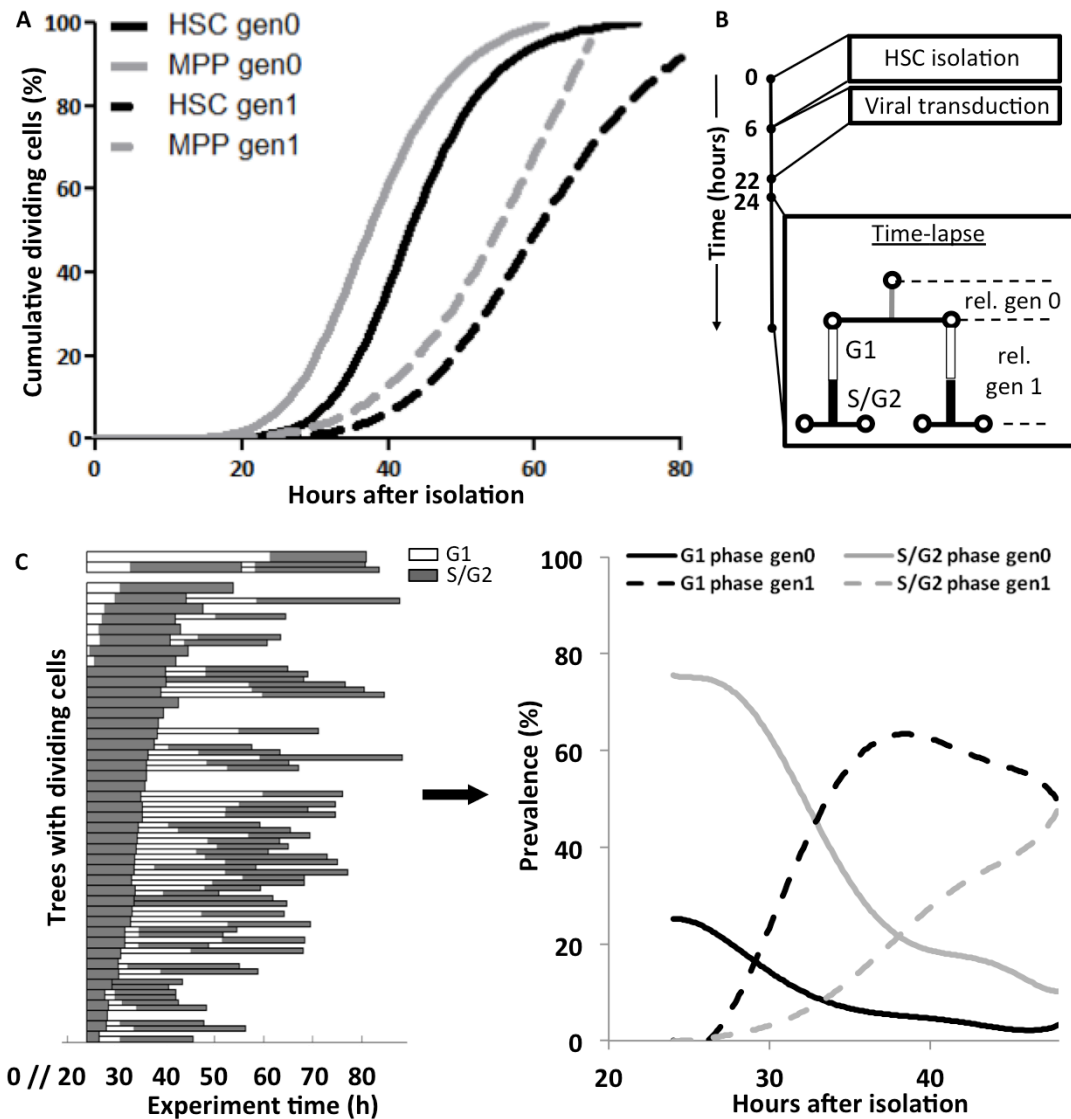 A
100
80
60
40
20
0
Cumulative dividing cells (%)
HSC gen0
MPP gen0
HSC gen1
MPP gen1
0 20 40 60 80
Hours after isolation
B
0
6
22
24
Time (hours)
HSC isolation
Viral transduction
Time-lapse
rel. gen 0
G1
rel.
gen 1
S/G2
C
G1
S/G2
Trees with dividing cells
0 // 20 30 40 50 60 70 80
Experiment time (h)
G1 phase gen0
S/G2 phase gen0
G1 phase gen1
S/G2 phase gen1
100
80
60
40
20
0
Prevalence (%)
20 30 40
Hours after isolation